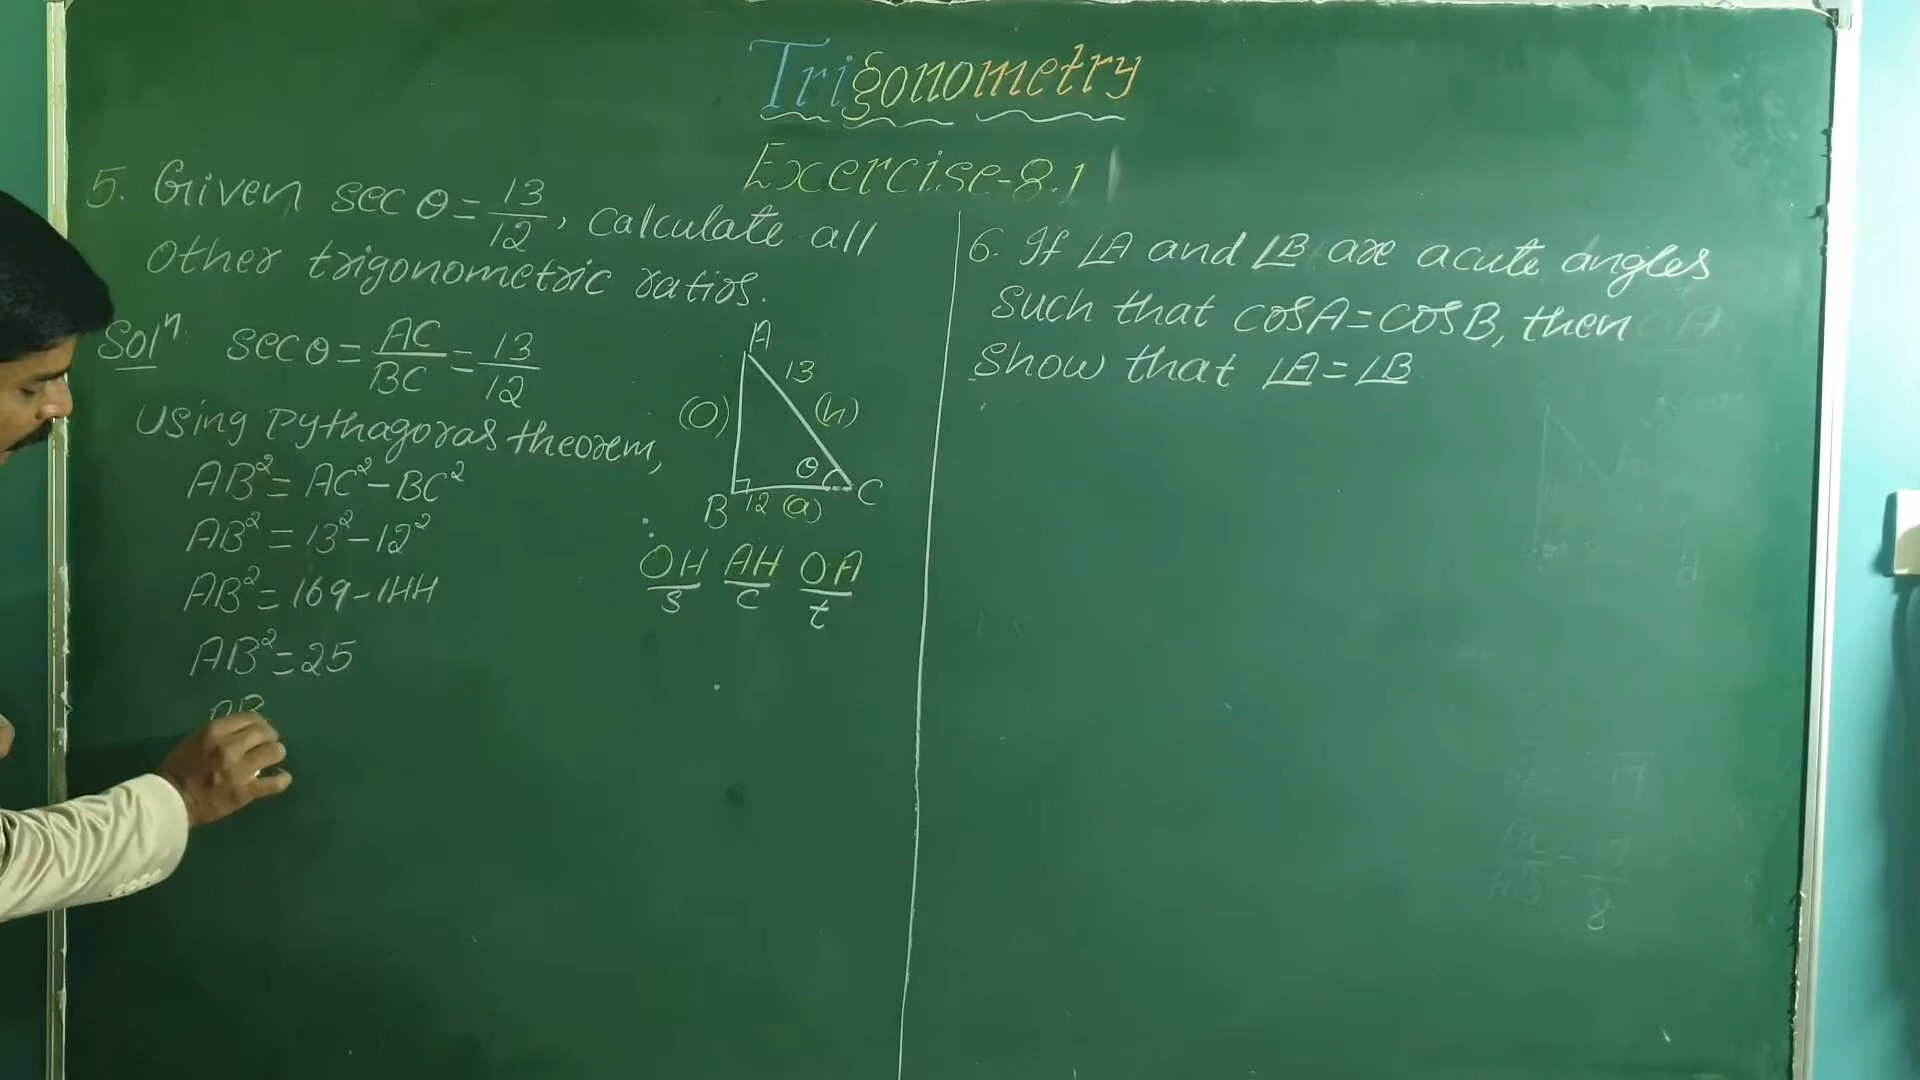 Trigonometry
Exercise-8.1
5. Given sec θ = 13/12, calculate all
other trigonometric ratios.
Solⁿ: sec θ = AC/BC = 13/12
Using Pythagoras theorem,
AB² = AC² - BC²
AB² = 13² - 12²
AB² = 169 - 144
AB² = 25
AB
A
13
(O)
(h)
θ
B 12 (a) C
OH/s AH/c OA/t
6. If ∠A and ∠B are acute angles
such that cosA = cosB, then
show that ∠A = ∠B